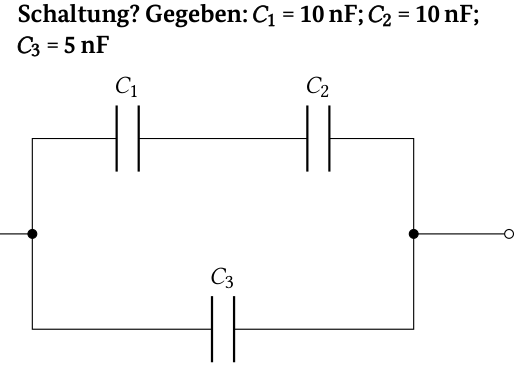 Schaltung? Gegeben: C₁ = 10 nF; C₂ = 10 nF;
C₃ = 5 nF
C₁ C₂
C₃